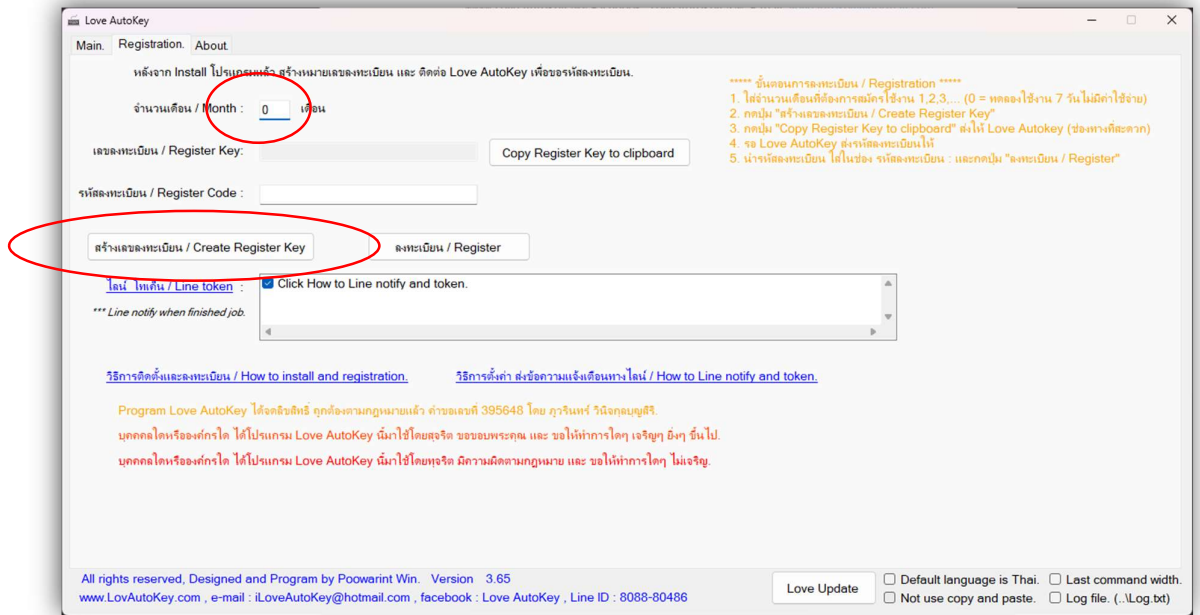 Love AutoKey
Main. Registration. About.
หลังจาก Install โปรแกรมแล้ว สร้างหมายเลขลงทะเบียน และ ติดต่อ Love AutoKey เพื่อขอรหัสลงทะเบียน.
จำนวนเดือน / Month : 0 เดือน
เลขลงทะเบียน / Register Key: Copy Register Key to clipboard
รหัสลงทะเบียน / Register Code :
สร้างเลขลงทะเบียน / Create Register Key ลงทะเบียน / Register
***** ขั้นตอนการลงทะเบียน / Registration *****
1. ใส่จำนวนเดือนที่ต้องการสมัครใช้งาน 1,2,3,... (0 = ทดลองใช้งาน 7 วันไม่มีค่าใช้จ่าย)
2. กดปุ่ม "สร้างเลขลงทะเบียน / Create Register Key"
3. กดปุ่ม "Copy Register Key to clipboard" ส่งให้ Love Autokey (ช่องทางที่สะดวก)
4. รอ Love AutoKey ส่งรหัสลงทะเบียนให้
5. นำรหัสลงทะเบียน ใส่ในช่อง รหัสลงทะเบียน : และกดปุ่ม "ลงทะเบียน / Register"
ไลน์ โทเค็น / Line token : Click How to Line notify and token.
*** Line notify when finished job.
วิธีการติดตั้งและลงทะเบียน / How to install and registration. วิธีการตั้งค่า ส่งข้อความแจ้งเตือนทางไลน์ / How to Line notify and token.
Program Love AutoKey ได้จดลิขสิทธิ์ ถูกต้องตามกฎหมายแล้ว คำขอเลขที่ 395648 โดย ภูวรินทร์ วินิจกุลบุญสิริ.
บุคคลใดหรือองค์กรใด ได้โปรแกรม Love AutoKey นี้มาใช้โดยสุจริต ขอขอบพระคุณ และ ขอให้ทำการใดๆ เจริญๆ ยิ่งๆ ขึ้นไป.
บุคคลใดหรือองค์กรใด ได้โปรแกรม Love AutoKey นี้มาใช้โดยทุจริต มีความผิดตามกฎหมาย และ ขอให้ทำการใดๆ ไม่เจริญ.
All rights reserved, Designed and Program by Poowarint Win. Version 3.65
www.LovAutoKey.com , e-mail : iLoveAutoKey@hotmail.com , facebook : Love AutoKey , Line ID : 8088-80486
Love Update
Default language is Thai. Last command width.
Not use copy and paste. Log file. (..\Log.txt)